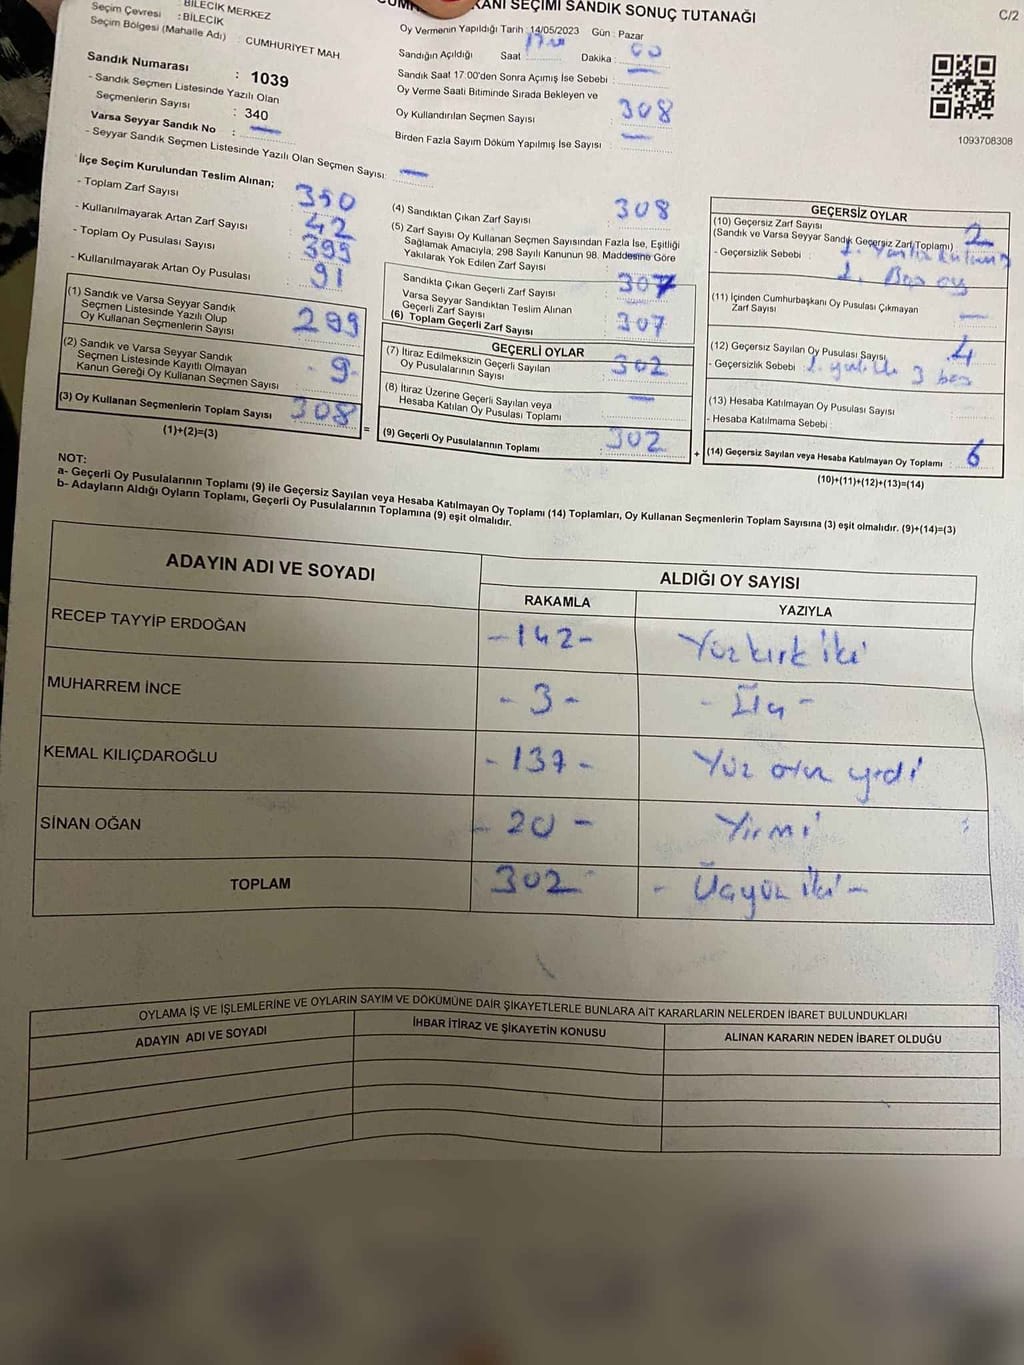 CUMH KANI SEÇİMİ SANDIK SONUÇ TUTANAĞI
C/2
BİLECİK MERKEZ
Seçim Çevresi : BİLECİK
Seçim Bölgesi (Mahalle Adı) : CUMHURIYET MAH
Sandık Numarası : 1039
- Sandık Seçmen Listesinde Yazılı Olan
Seçmenlerin Sayısı : 340
Varsa Seyyar Sandık No : —
- Seyyar Sandık Seçmen Listesinde Yazılı Olan Seçmen Sayısı: —
Oy Vermenin Yapıldığı Tarih : 14/05/2023 Gün : Pazar
Sandığın Açıldığı Saat 17.00 Dakika : 00
Sandık Saat 17:00'den Sonra Açımış İse Sebebi : —
Oy Verme Saati Bitiminde Sırada Bekleyen ve
Oy Kullandırılan Seçmen Sayısı : 308
Birden Fazla Sayım Döküm Yapılmış İse Sayısı : —
1093708308
İlçe Seçim Kurulundan Teslim Alınan;
- Toplam Zarf Sayısı : 350
- Kullanılmayarak Artan Zarf Sayısı : 42
- Toplam Oy Pusulası Sayısı : 399
- Kullanılmayarak Artan Oy Pusulası : 91
(1) Sandık ve Varsa Seyyar Sandık
Seçmen Listesinde Yazılı Olup
Oy Kullanan Seçmenlerin Sayısı : 299
(2) Sandık ve Varsa Seyyar Sandık
Seçmen Listesinde Kayıtlı Olmayan
Kanun Gereği Oy Kullanan Seçmen Sayısı : - 9 -
(3) Oy Kullanan Seçmenlerin Toplam Sayısı : 308
(1)+(2)=(3)
=
(4) Sandıktan Çıkan Zarf Sayısı : 308
(5) Zarf Sayısı Oy Kullanan Seçmen Sayısından Fazla İse, Eşitliği
Sağlamak Amacıyla, 298 Sayılı Kanunun 98. Maddesine Göre
Yakılarak Yok Edilen Zarf Sayısı :
Sandıkta Çıkan Geçerli Zarf Sayısı : 307
Varsa Seyyar Sandıktan Teslim Alınan
Geçerli Zarf Sayısı :
(6) Toplam Geçerli Zarf Sayısı : 307
GEÇERLİ OYLAR
(7) İtiraz Edilmeksizin Geçerli Sayılan
Oy Pusulalarının Sayısı : 302
(8) İtiraz Üzerine Geçerli Sayılan veya
Hesaba Katılan Oy Pusulası Toplamı : —
(9) Geçerli Oy Pusulalarının Toplamı : 302
+
GEÇERSİZ OYLAR
(10) Geçersiz Zarf Sayısı : 2
(Sandık ve Varsa Seyyar Sandık Geçersiz Zarf Toplamı)
- Geçersizlik Sebebi :
Boş oy
(11) İçinden Cumhurbaşkanı Oy Pusulası Çıkmayan
Zarf Sayısı : —
(12) Geçersiz Sayılan Oy Pusulası Sayısı : 4
- Geçersizlik Sebebi : 3 boş
(13) Hesaba Katılmayan Oy Pusulası Sayısı :
- Hesaba Katılmama Sebebi :
(14) Geçersiz Sayılan veya Hesaba Katılmayan Oy Toplamı : 6
(10)+(11)+(12)+(13)=(14)
NOT:
a- Geçerli Oy Pusulalarının Toplamı (9) ile Geçersiz Sayılan veya Hesaba Katılmayan Oy Toplamı (14) Toplamları, Oy Kullanan Seçmenlerin Toplam Sayısına (3) eşit olmalıdır. (9)+(14)=(3)
b- Adayların Aldığı Oyların Toplamı, Geçerli Oy Pusulalarının Toplamına (9) eşit olmalıdır.
ADAYIN ADI VE SOYADI ALDIĞI OY SAYISI
RAKAMLA YAZIYLA
RECEP TAYYİP ERDOĞAN -142- Yüzkırk iki
MUHARREM İNCE - 3 - - Üç -
KEMAL KILIÇDAROĞLU - 137 - Yüz otuz yedi
SİNAN OĞAN - 20 - Yirmi
TOPLAM 302 - Üçyüz iki -
OYLAMA İŞ VE İŞLEMLERİNE VE OYLARIN SAYIM VE DÖKÜMÜNE DAİR ŞİKAYETLERLE BUNLARA AİT KARARLARIN NELERDEN İBARET BULUNDUKLARI
ADAYIN ADI VE SOYADI İHBAR İTİRAZ VE ŞİKAYETİN KONUSU ALINAN KARARIN NEDEN İBARET OLDUĞU